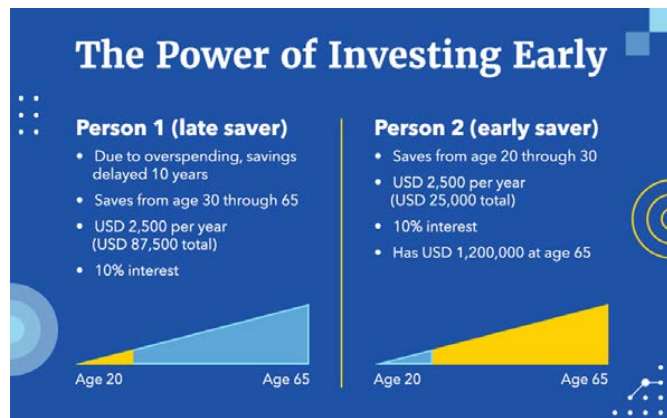 The Power of Investing Early
Person 1 (late saver)
• Due to overspending, savings
delayed 10 years
• Saves from age 30 through 65
• USD 2,500 per year
(USD 87,500 total)
• 10% interest
Age 20 Age 65
Person 2 (early saver)
• Saves from age 20 through 30
• USD 2,500 per year
(USD 25,000 total)
• 10% interest
• Has USD 1,200,000 at age 65
Age 20 Age 65